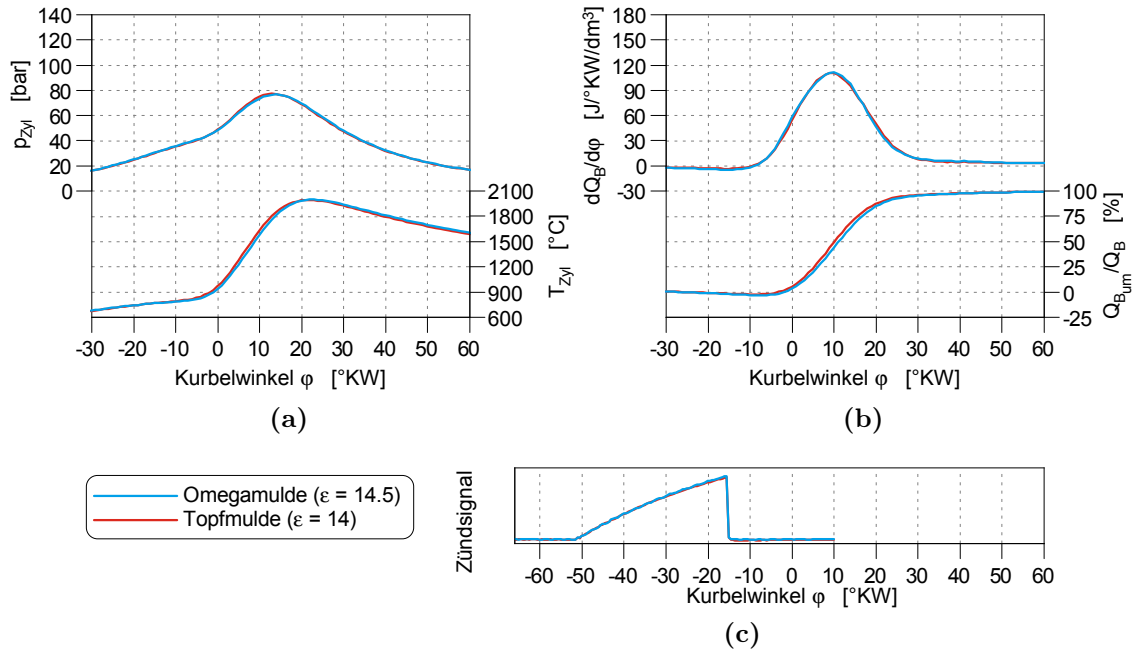 140
120
100
80
60
40
20
0
p_Zyl [bar]
2100
1800
1500
1200
900
600
T_Zyl [°C]
-30 -20 -10 0 10 20 30 40 50 60
Kurbelwinkel φ [°KW]
(a)
180
150
120
90
60
30
0
-30
dQ_B/dφ [J/°KW/dm³]
100
75
50
25
0
-25
Q_B_um/Q_B [%]
-30 -20 -10 0 10 20 30 40 50 60
Kurbelwinkel φ [°KW]
(b)
Omegamulde (ε = 14.5)
Topfmulde (ε = 14)
Zündsignal
-60 -50 -40 -30 -20 -10 0 10 20 30 40 50 60
Kurbelwinkel φ [°KW]
(c)